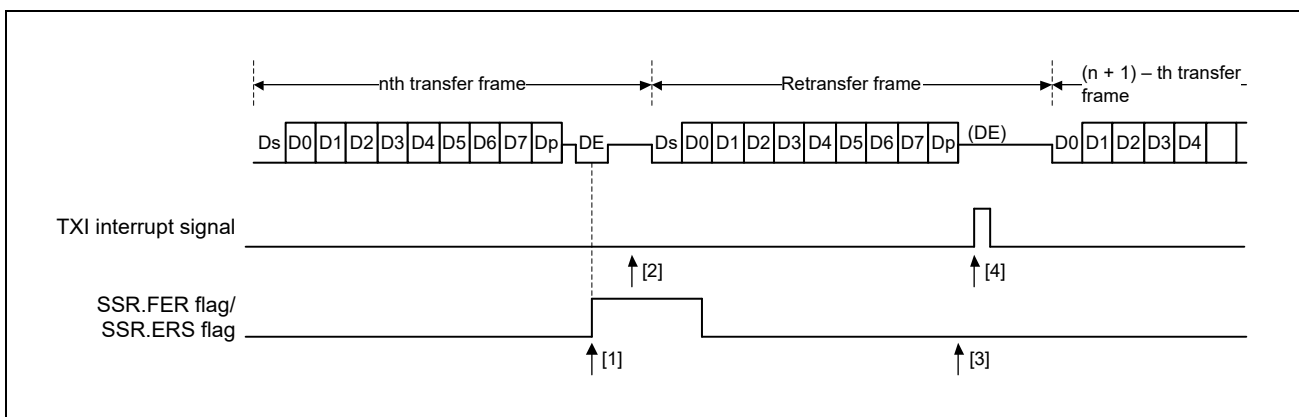 nth transfer frame
Retransfer frame
(n + 1) – th transfer
frame
Ds D0 D1 D2 D3 D4 D5 D6 D7 Dp DE Ds D0 D1 D2 D3 D4 D5 D6 D7 Dp (DE) D0 D1 D2 D3 D4
TXI interrupt signal
[2]
[4]
SSR.FER flag/
SSR.ERS flag
[1]
[3]